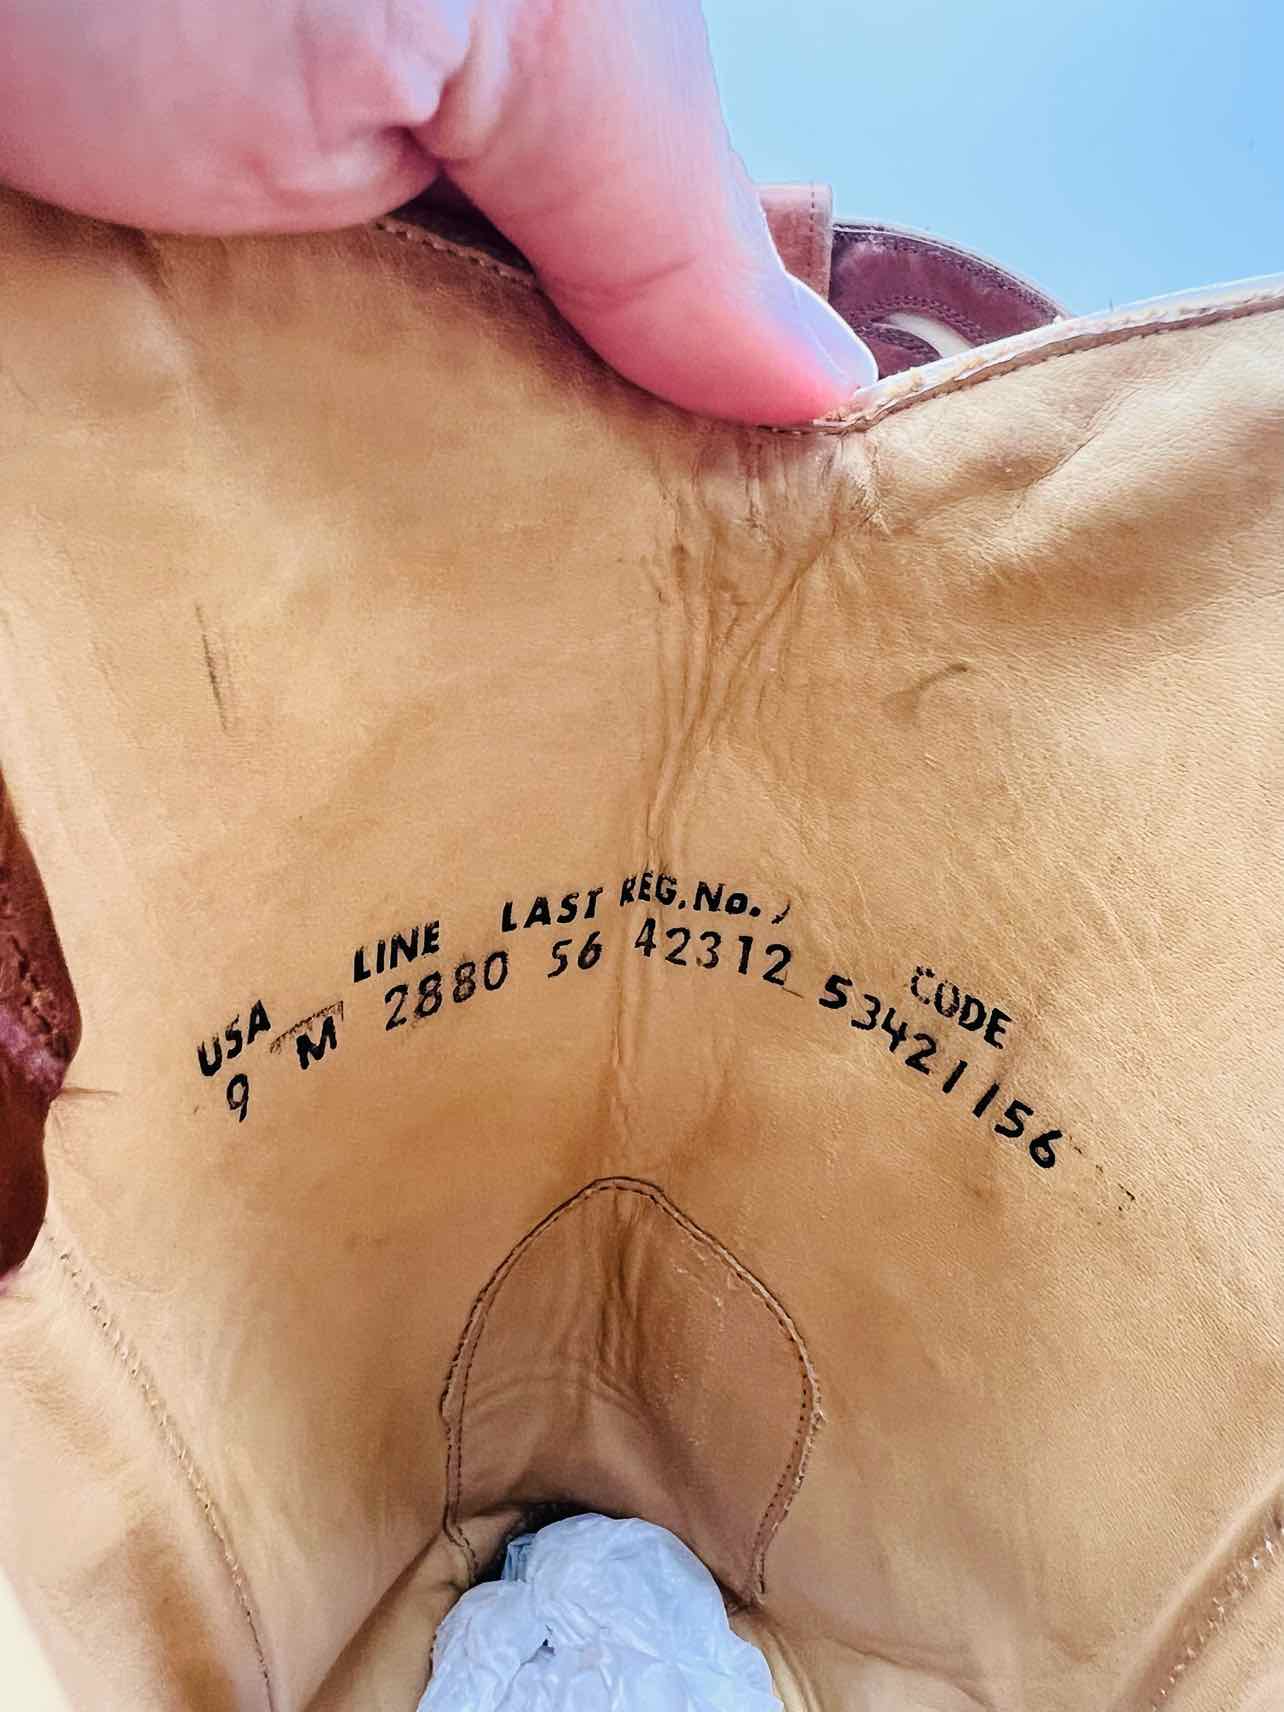 USA LINE LAST REG. No. CODE
9 M 2880 56 42312 53421156